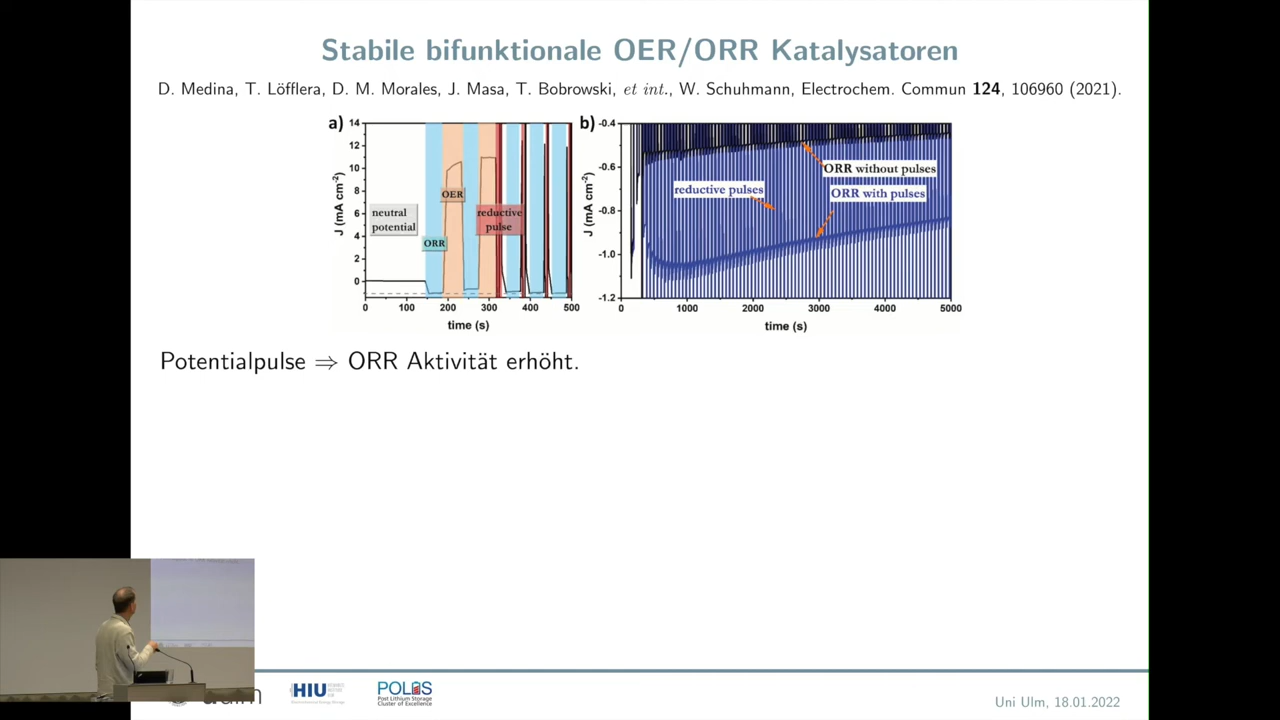 Stabile bifunktionale OER/ORR Katalysatoren
D. Medina, T. Löfflera, D. M. Morales, J. Masa, T. Bobrowski, et int., W. Schuhmann, Electrochem. Commun 124, 106960 (2021).
a)
14
12
10
8
6
4
2
0
J (mA cm⁻²)
neutral potential
ORR
OER
reductive pulse
0 100 200 300 400 500
time (s)
b)
-0.4
-0.6
-0.8
-1.0
-1.2
J (mA cm⁻²)
ORR without pulses
reductive pulses
ORR with pulses
0 1000 2000 3000 4000 5000
time (s)
Potentialpulse ⇒ ORR Aktivität erhöht.
HIU
POLiS
Post Lithium Storage
Cluster of Excellence
Uni Ulm, 18.01.2022